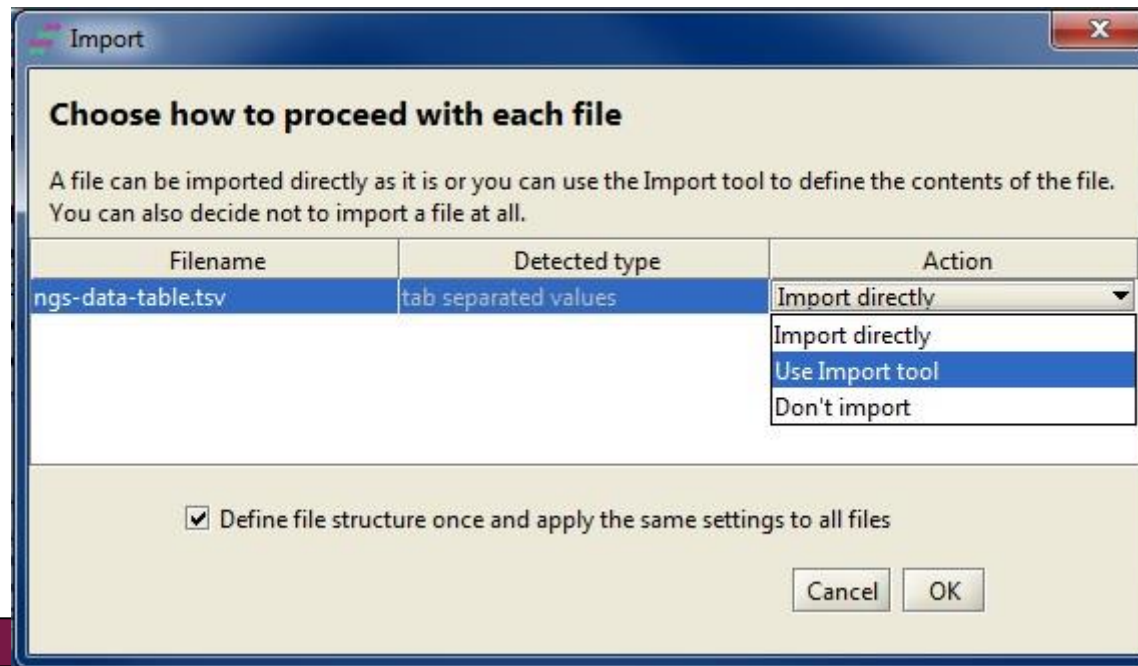 Import
Choose how to proceed with each file
A file can be imported directly as it is or you can use the Import tool to define the contents of the file.
You can also decide not to import a file at all.
Filename Detected type Action
ngs-data-table.tsv tab separated values Import directly
Import directly
Use Import tool
Don't import
Define file structure once and apply the same settings to all files
Cancel OK